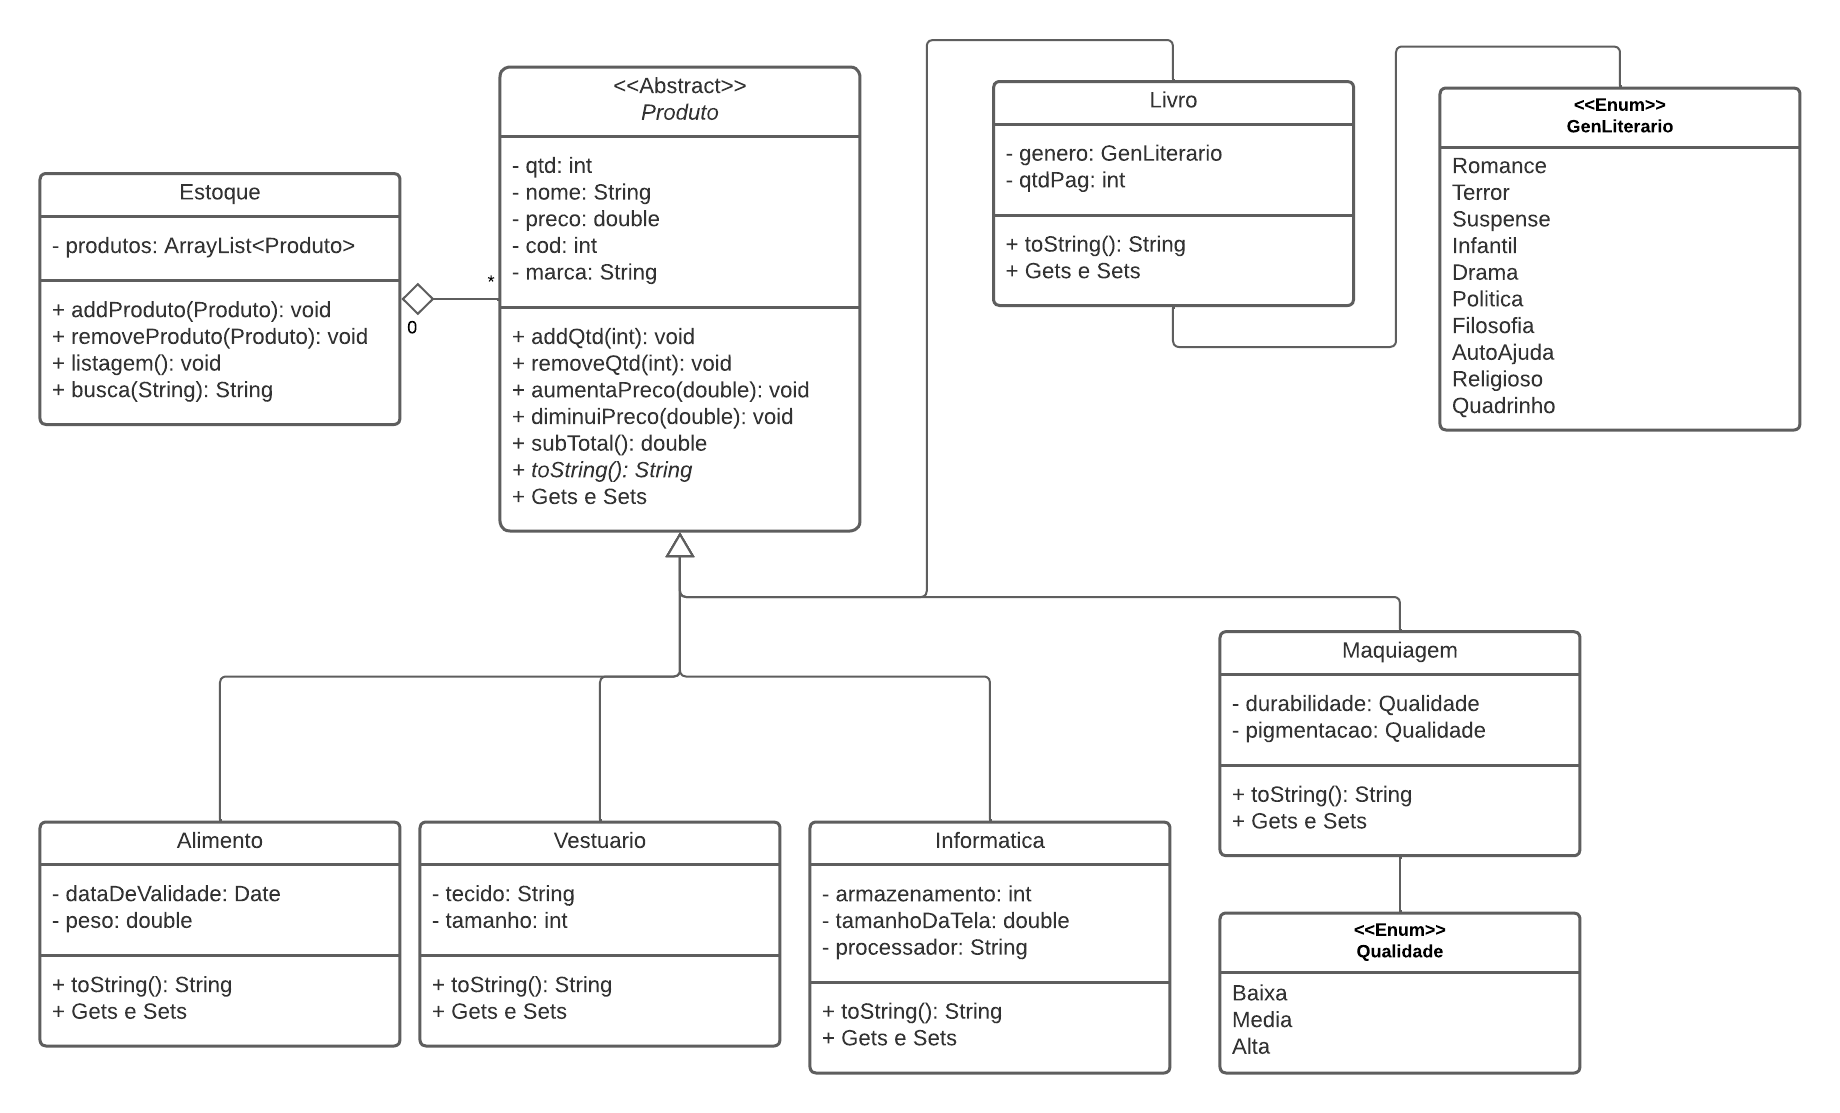 <<Abstract>>
Produto
- qtd: int
- nome: String
- preco: double
- cod: int
- marca: String
+ addQtd(int): void
+ removeQtd(int): void
+ aumentaPreco(double): void
+ diminuiPreco(double): void
+ subTotal(): double
+ toString(): String
+ Gets e Sets
Estoque
- produtos: ArrayList<Produto>
+ addProduto(Produto): void
+ removeProduto(Produto): void
+ listagem(): void
+ busca(String): String
*
0
Livro
- genero: GenLiterario
- qtdPag: int
+ toString(): String
+ Gets e Sets
<<Enum>>
GenLiterario
Romance
Terror
Suspense
Infantil
Drama
Politica
Filosofia
AutoAjuda
Religioso
Quadrinho
Maquiagem
- durabilidade: Qualidade
- pigmentacao: Qualidade
+ toString(): String
+ Gets e Sets
Alimento
- dataDeValidade: Date
- peso: double
+ toString(): String
+ Gets e Sets
Vestuario
- tecido: String
- tamanho: int
+ toString(): String
+ Gets e Sets
Informatica
- armazenamento: int
- tamanhoDaTela: double
- processador: String
+ toString(): String
+ Gets e Sets
<<Enum>>
Qualidade
Baixa
Media
Alta